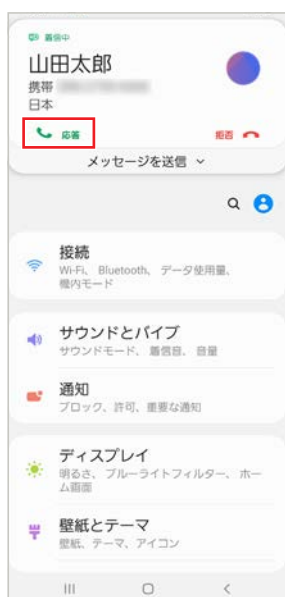 着信中
山田太郎
携帯
日本
応答
拒否
メッセージを送信
接続
Wi-Fi、 Bluetooth、 データ使用量、
機内モード
サウンドとバイブ
サウンドモード、 着信音、 音量
通知
ブロック、許可、重要な通知
ディスプレイ
明るさ、 ブルーライトフィルター、 ホー
ム画面
壁紙とテーマ
壁紙、テーマ、アイコン